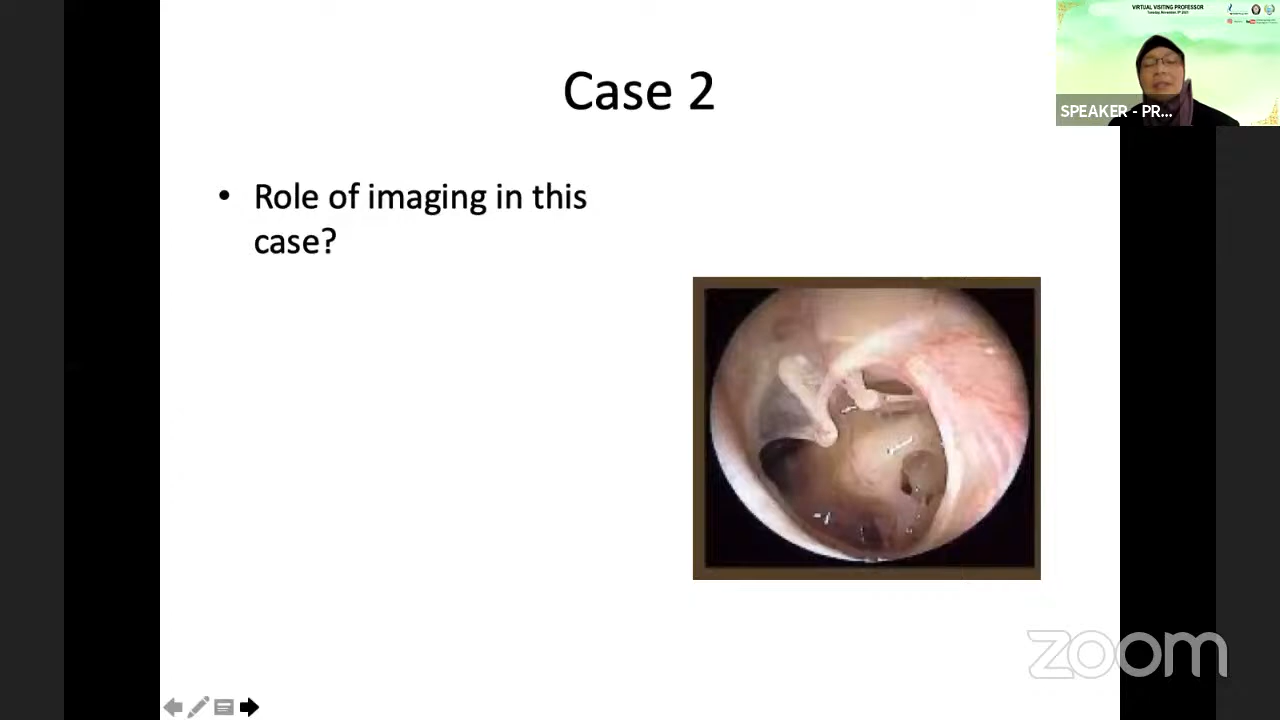 VIRTUAL VISITING PROFESSOR
Case 2
SPEAKER - PR...
• Role of imaging in this
case?
zoom